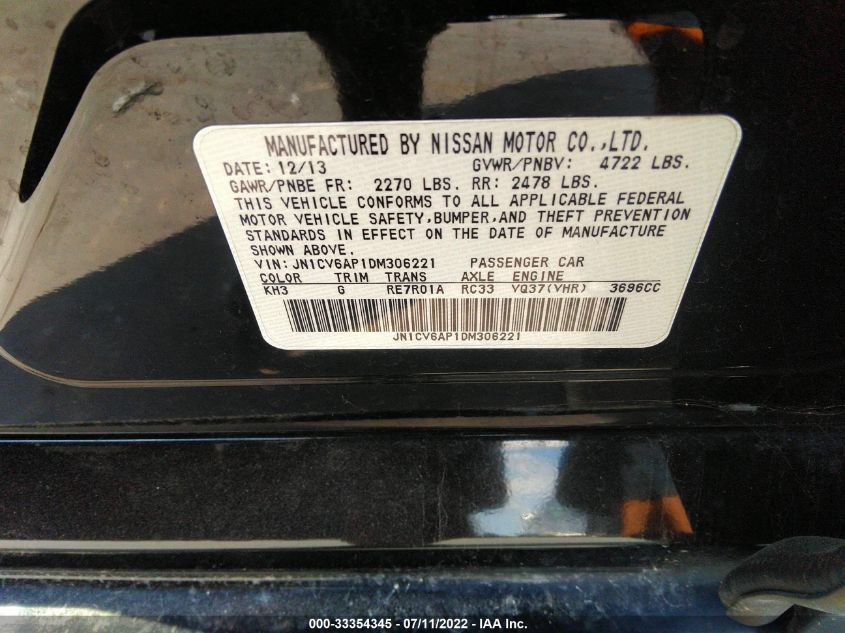 MANUFACTURED BY NISSAN MOTOR CO.,LTD.
DATE: 12/13 GVWR/PNBV: 4722 LBS.
GAWR/PNBE FR: 2270 LBS. RR: 2478 LBS.
THIS VEHICLE CONFORMS TO ALL APPLICABLE FEDERAL
MOTOR VEHICLE SAFETY,BUMPER,AND THEFT PREVENTION
STANDARDS IN EFFECT ON THE DATE OF MANUFACTURE
SHOWN ABOVE.
VIN: JN1CV6AP1DM306221 PASSENGER CAR
COLOR TRIM TRANS AXLE ENGINE
KH3 G RE7R01A RC33 VQ37(VHR) 3696CC
JN1CV6AP1DM306221
000-33354345 - 07/11/2022 - IAA Inc.